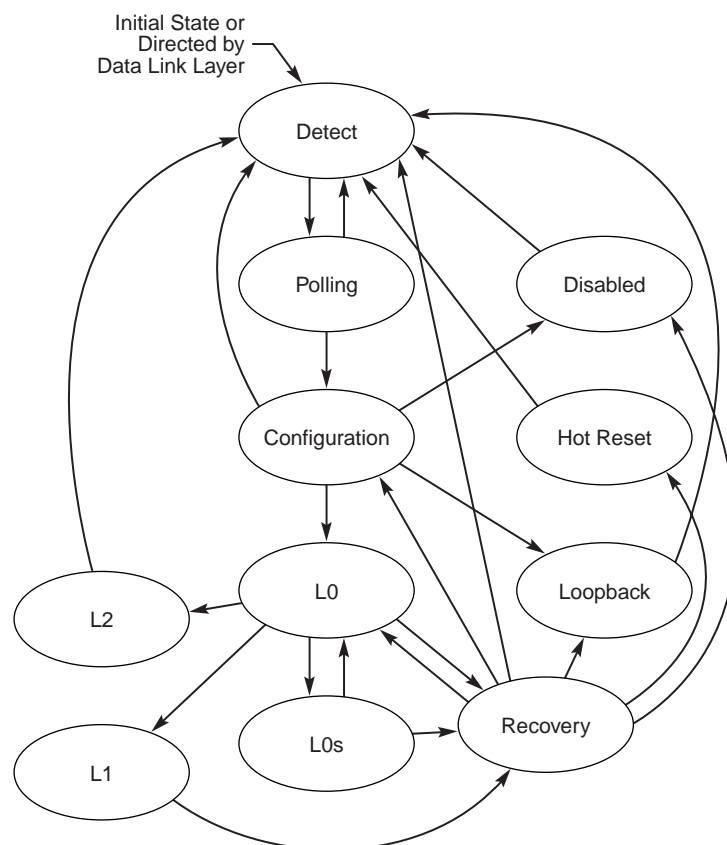 Initial State or
Directed by
Data Link Layer
Detect
Polling
Disabled
Configuration
Hot Reset
L0
Loopback
L2
Recovery
L0s
L1